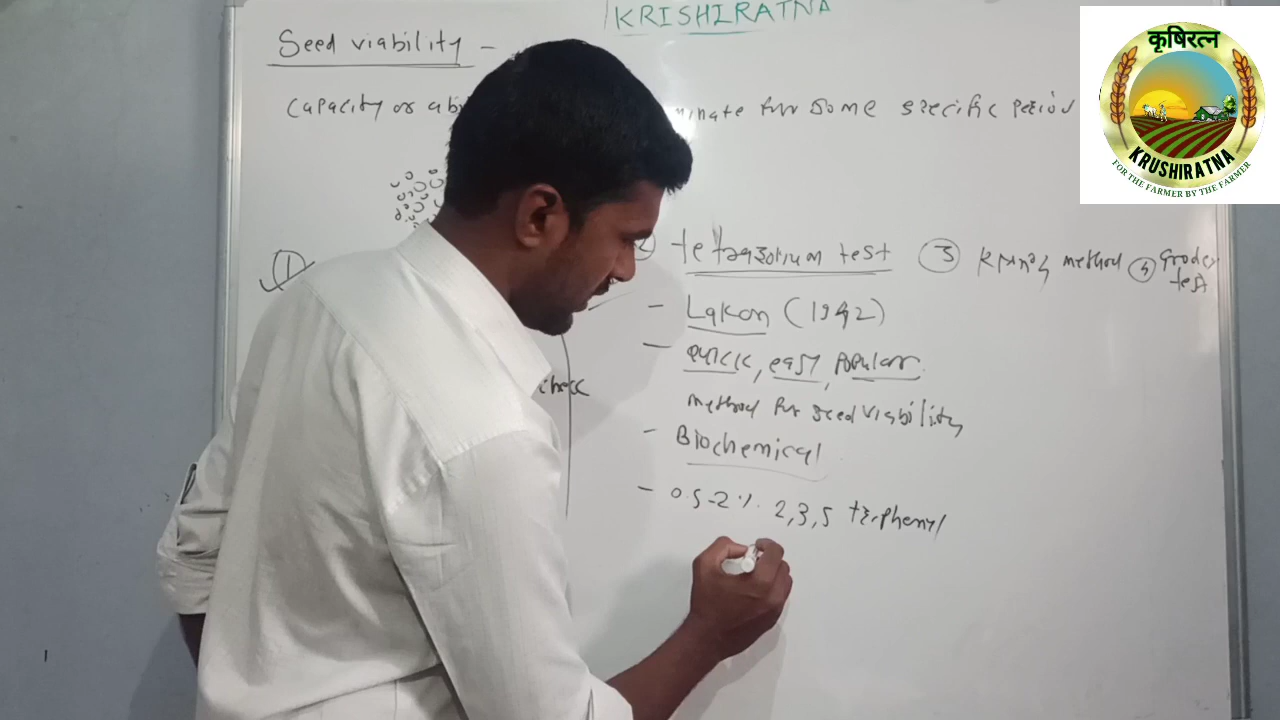 KRISHIRATNA
Seed viability -
capacity or abi minate for some specific period
कृषिरत्न
KRUSHIRATNA
FOR THE FARMER BY THE FARMER
1
2 tetrazolium test
3 method
4 test
- Lakon (1942)
- quick, easy, Popular
method for seed viability
check
- Biochemical
- 0.5-2%. 2,3,5 triphenyl